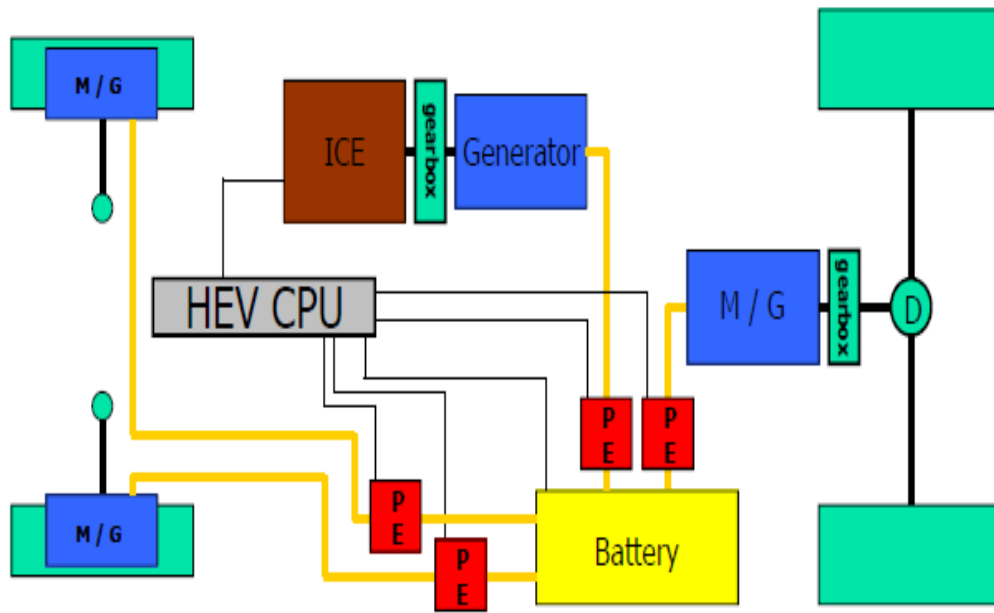 M / G
ICE
gearbox
Generator
HEV CPU
M / G
gearbox
D
P
E
P
E
P
E
P
E
M / G
Battery